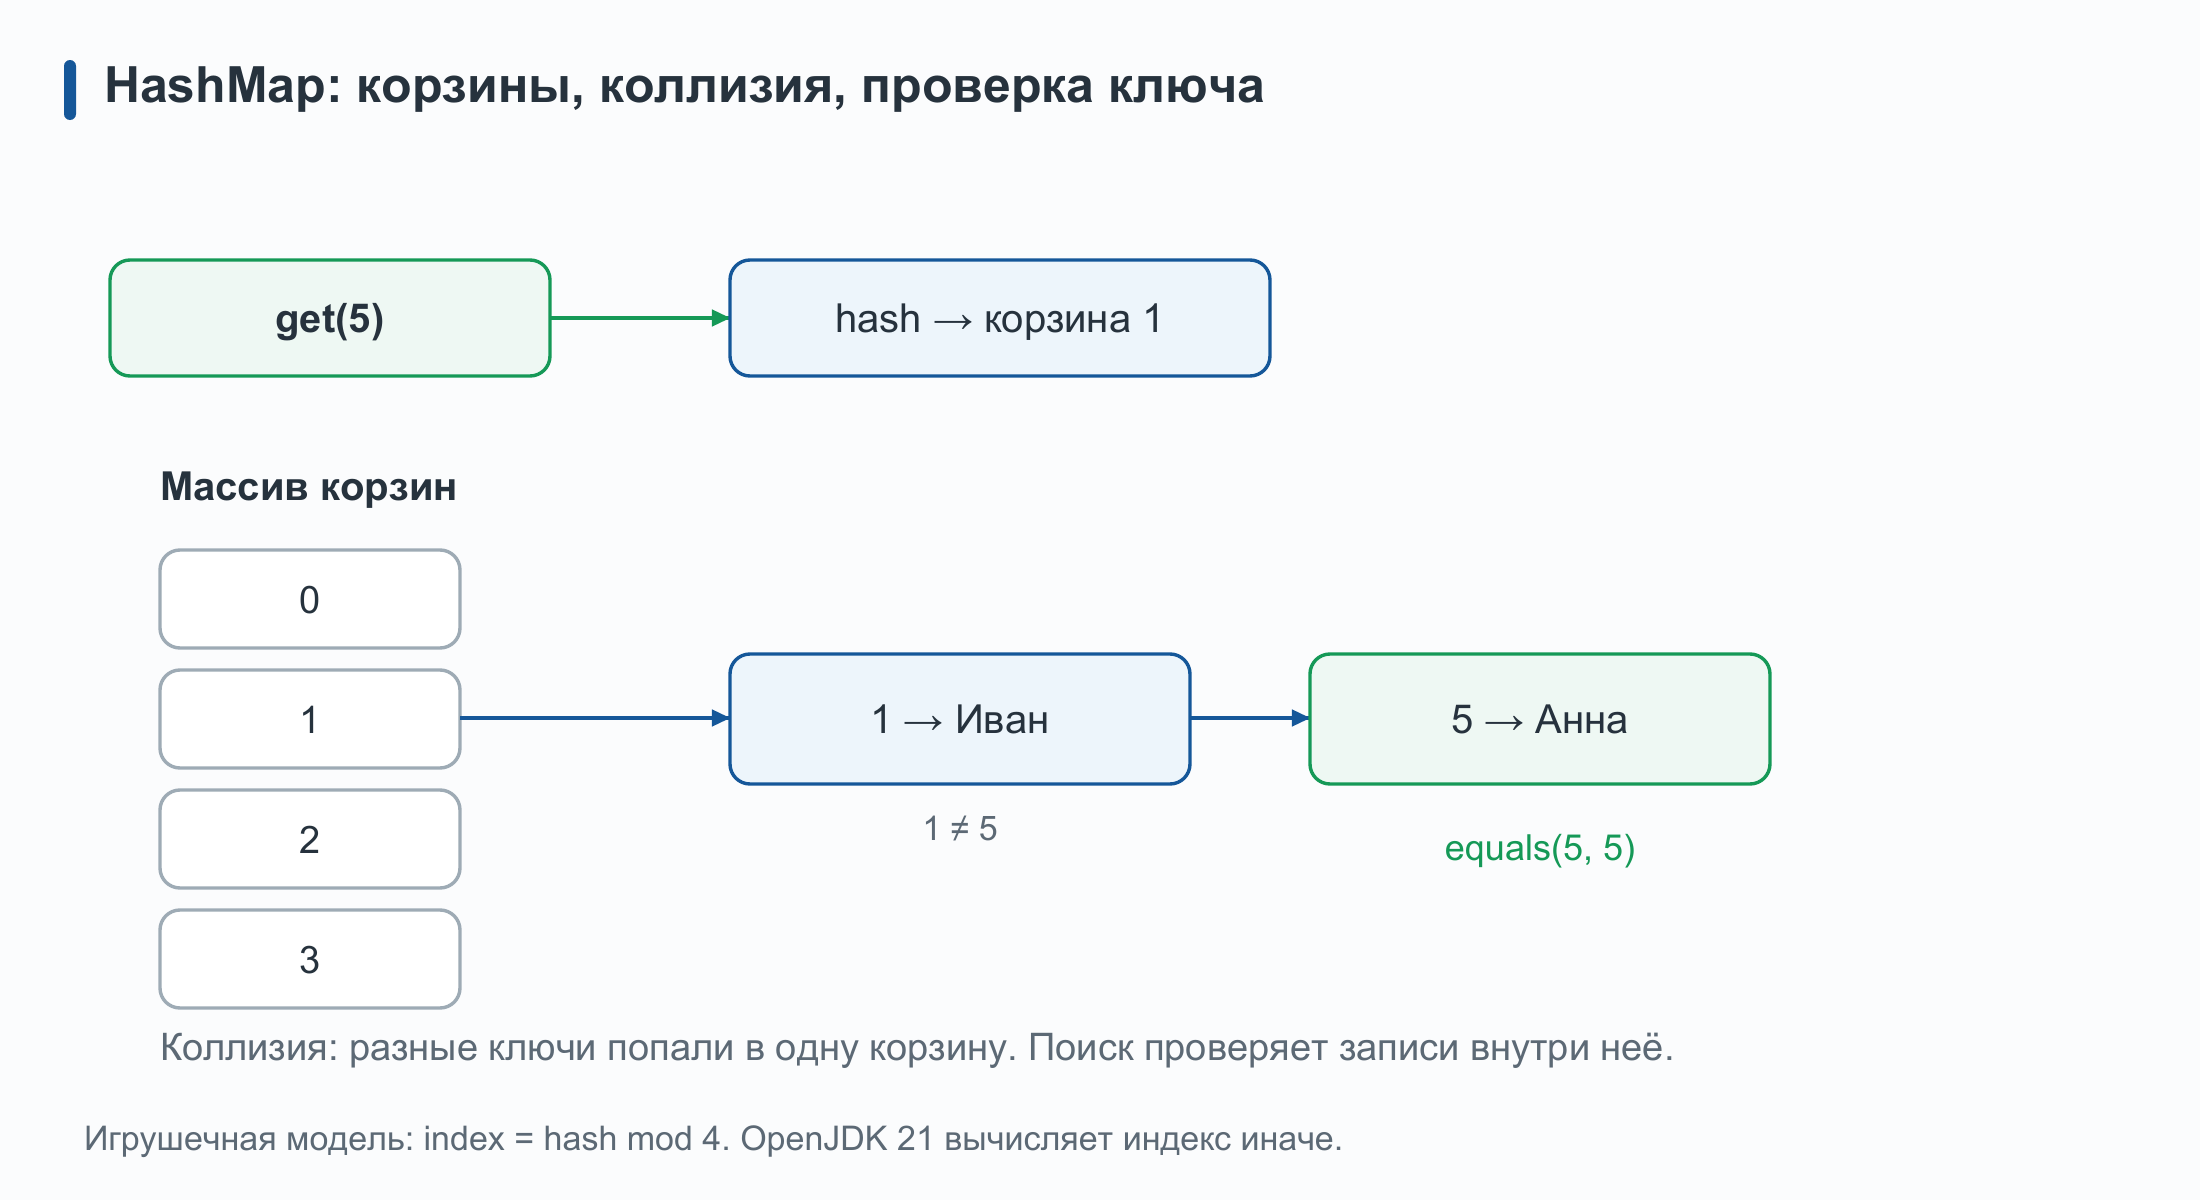 HashMap: корзины, коллизия, проверка ключа
get(5)
hash → корзина 1
Массив корзин
0
1
1 → Иван
5 → Анна
2
1 ≠ 5
equals(5, 5)
3
Коллизия: разные ключи попали в одну корзину. Поиск проверяет записи внутри неё.
Игрушечная модель: index = hash mod 4. OpenJDK 21 вычисляет индекс иначе.